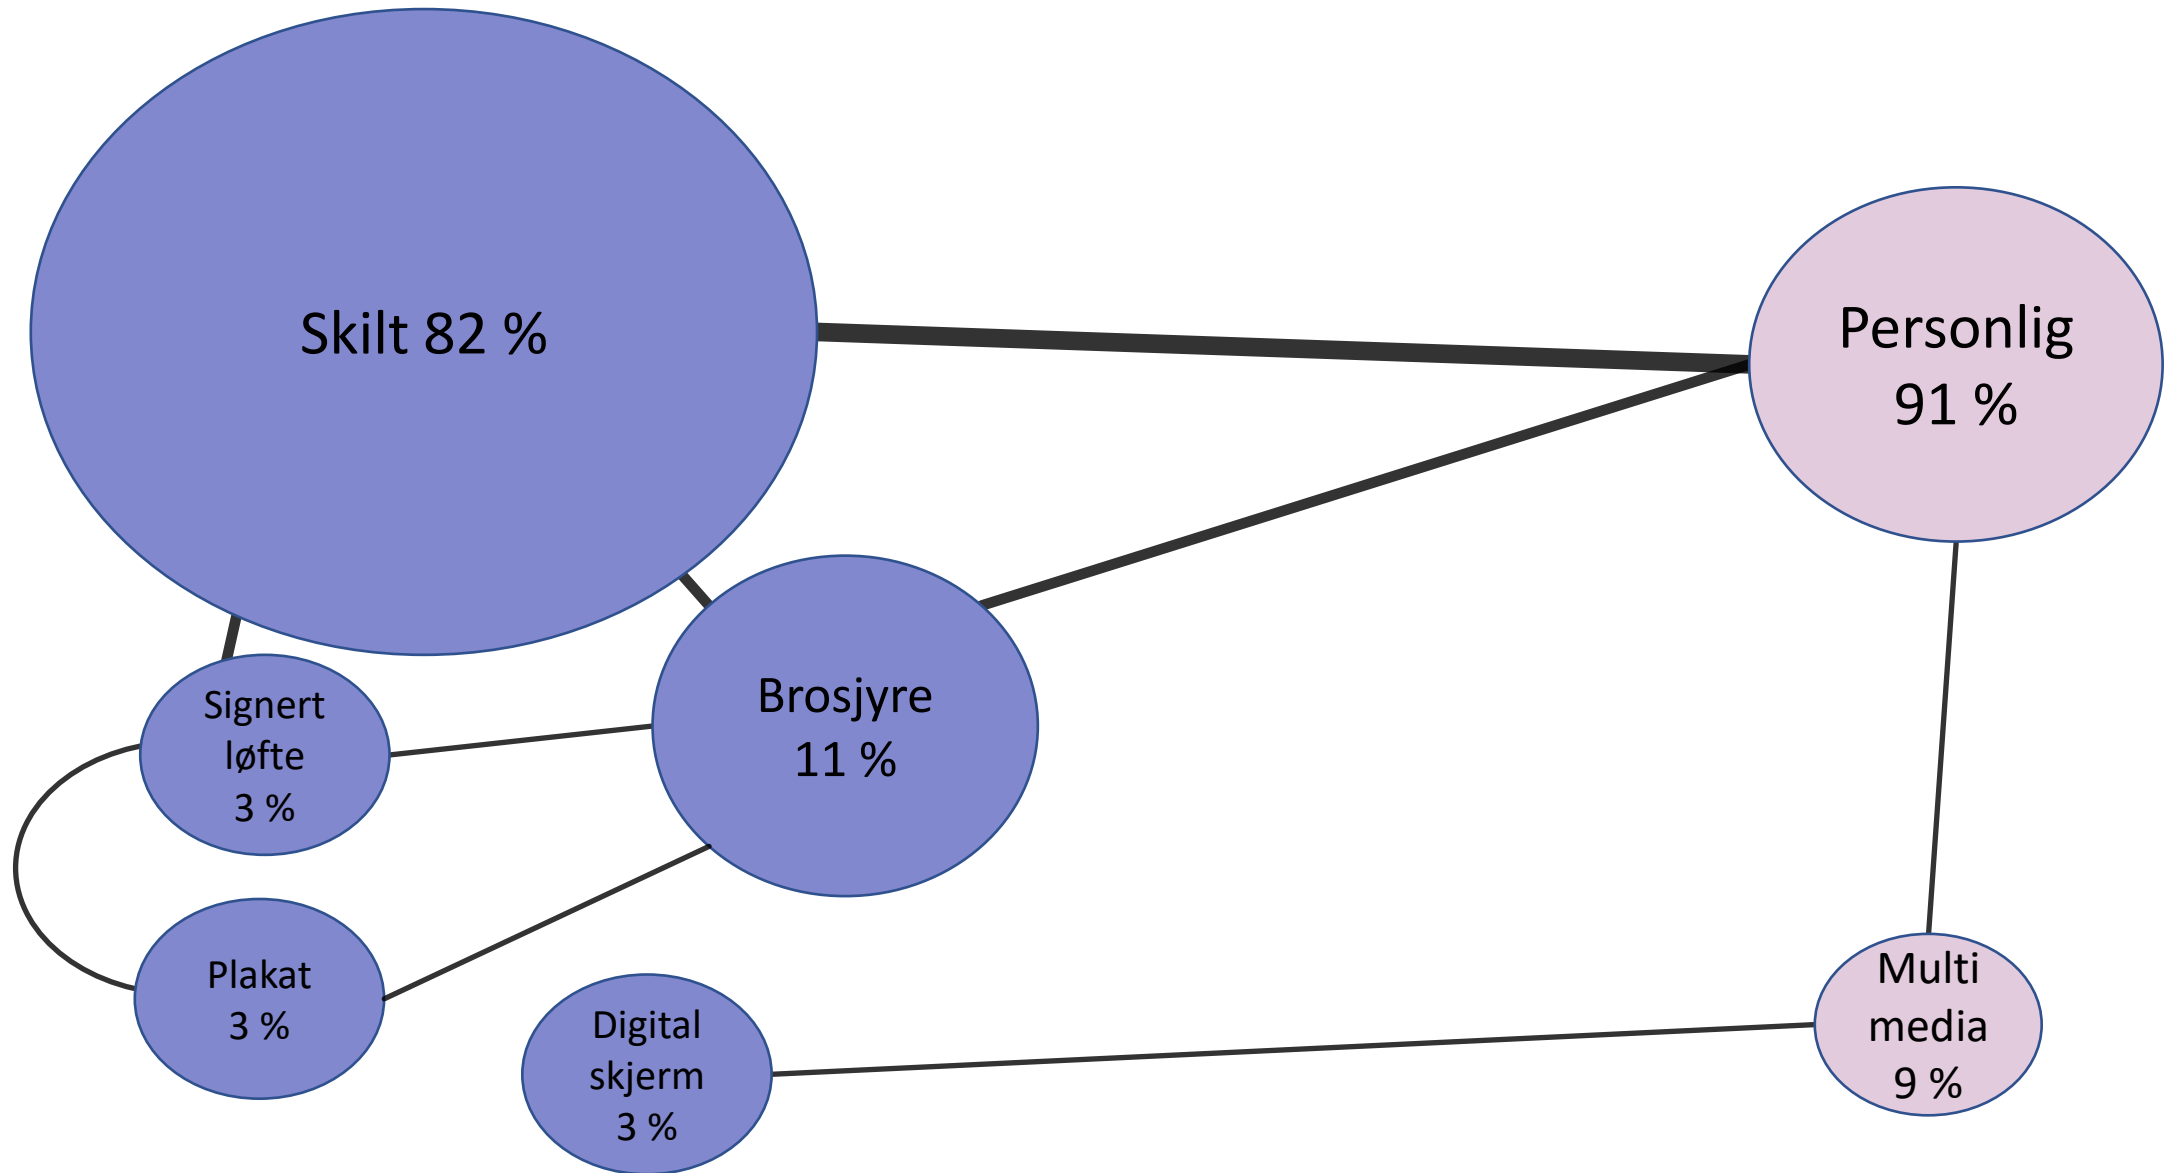 Skilt 82 %
Personlig
91 %
Brosjyre
11 %
Signert
løfte
3 %
Plakat
3 %
Digital
skjerm
3 %
Multi
media
9 %